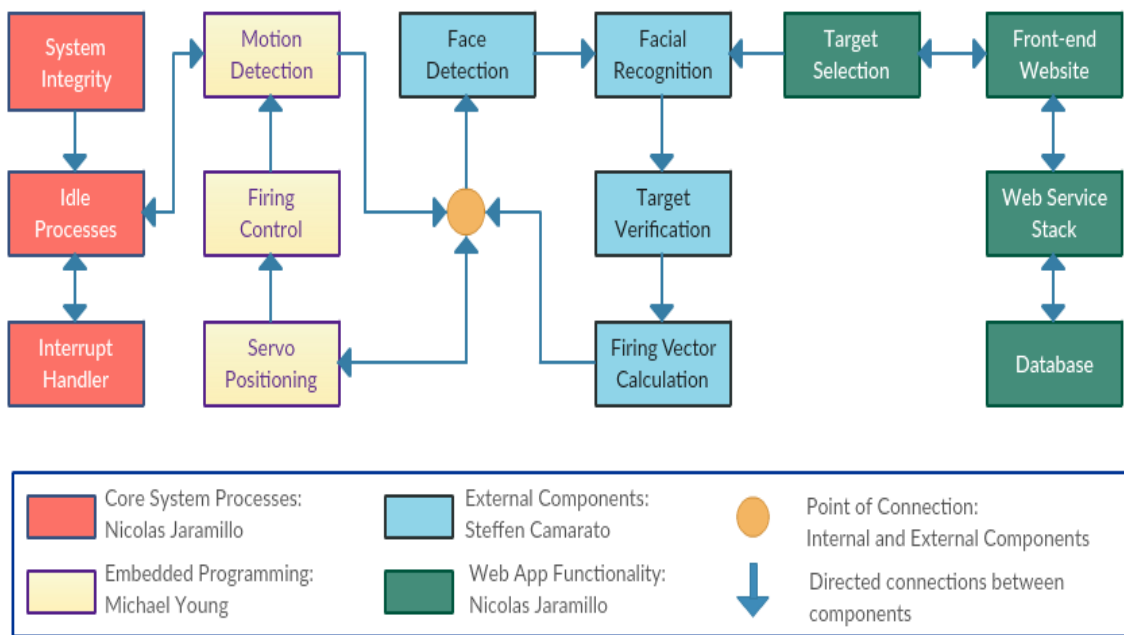 System
Integrity
Motion
Detection
Face
Detection
Facial
Recognition
Target
Selection
Front-end
Website
Idle
Processes
Firing
Control
Target
Verification
Web Service
Stack
Interrupt
Handler
Servo
Positioning
Firing Vector
Calculation
Database
Core System Processes:
Nicolas Jaramillo
External Components:
Steffen Camarato
Point of Connection:
Internal and External Components
Embedded Programming:
Michael Young
Web App Functionality:
Nicolas Jaramillo
Directed connections between
components